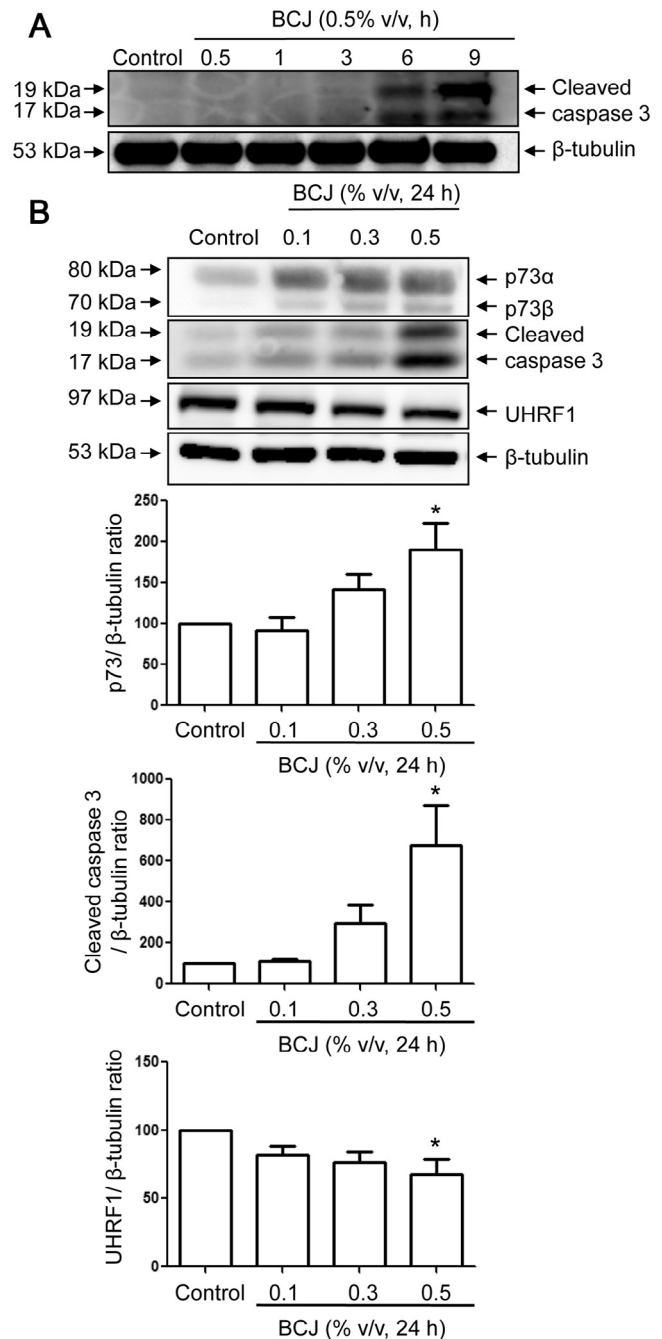 A
BCJ (0.5% v/v, h)
Control 0.5 1 3 6 9
19 kDa Cleaved
17 kDa caspase 3
53 kDa β-tubulin
BCJ (% v/v, 24 h)
B
Control 0.1 0.3 0.5
80 kDa p73α
70 kDa p73β
19 kDa Cleaved
17 kDa caspase 3
97 kDa UHRF1
53 kDa β-tubulin
p73/ β-tubulin ratio
250
200
150
100
50
0
*
Control 0.1 0.3 0.5
BCJ (% v/v, 24 h)
Cleaved caspase 3
/ β-tubulin ratio
1000
800
600
400
200
0
*
Control 0.1 0.3 0.5
BCJ (% v/v, 24 h)
UHRF1/ β-tubulin ratio
150
100
50
0
*
Control 0.1 0.3 0.5
BCJ (% v/v, 24 h)